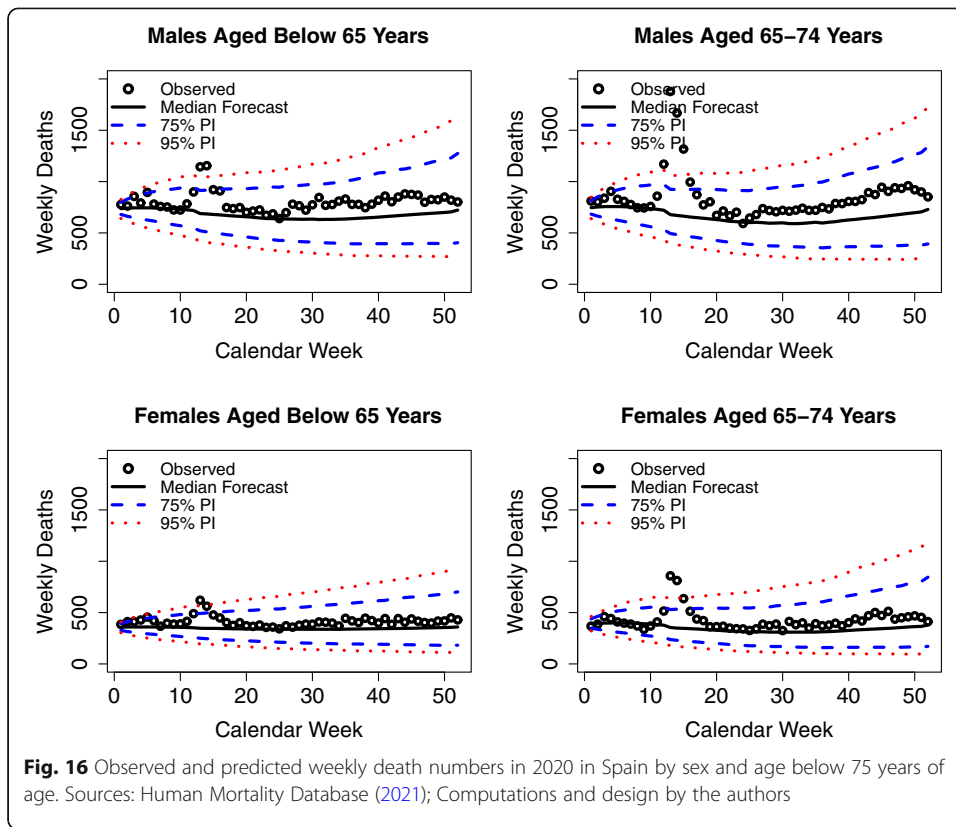 Males Aged Below 65 Years
Weekly Deaths
0 500 1500
Observed
Median Forecast
75% PI
95% PI
0 10 20 30 40 50
Calendar Week
Males Aged 65–74 Years
Weekly Deaths
0 500 1500
Observed
Median Forecast
75% PI
95% PI
0 10 20 30 40 50
Calendar Week
Females Aged Below 65 Years
Weekly Deaths
0 500 1500
Observed
Median Forecast
75% PI
95% PI
0 10 20 30 40 50
Calendar Week
Females Aged 65–74 Years
Weekly Deaths
0 500 1500
Observed
Median Forecast
75% PI
95% PI
0 10 20 30 40 50
Calendar Week
Fig. 16 Observed and predicted weekly death numbers in 2020 in Spain by sex and age below 75 years of
age. Sources: Human Mortality Database (2021); Computations and design by the authors